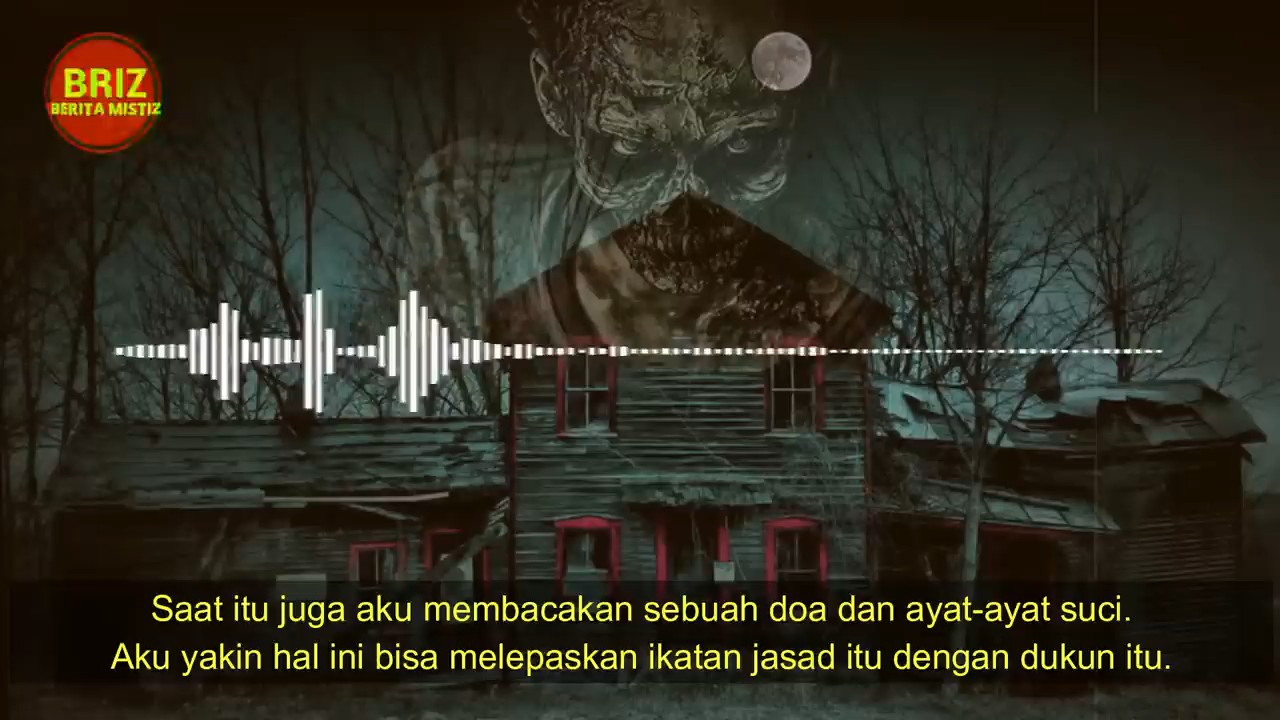 BRIZ
BERITA MISTIZ
Saat itu juga aku membacakan sebuah doa dan ayat-ayat suci.
Aku yakin hal ini bisa melepaskan ikatan jasad itu dengan dukun itu.